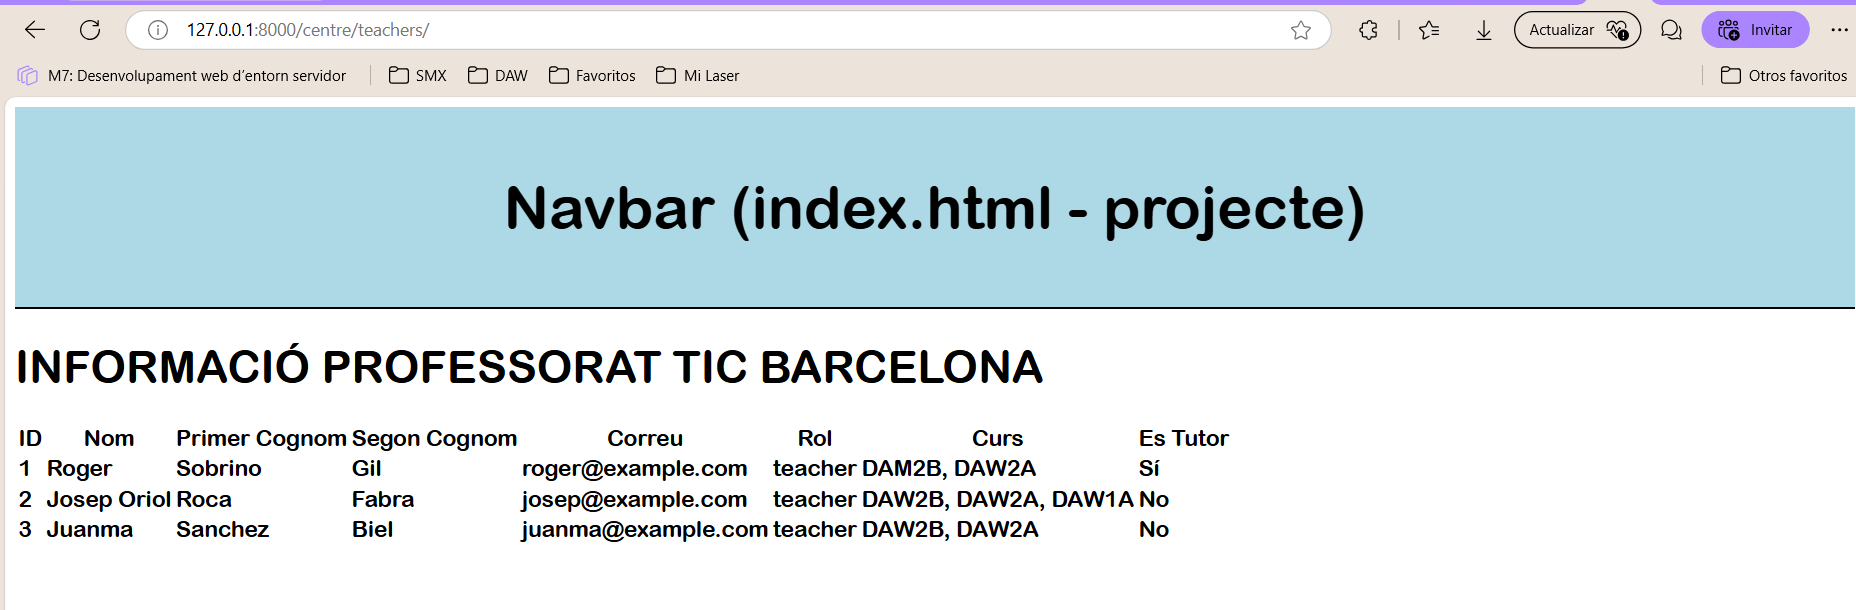 127.0.0.1:8000/centre/teachers/
Actualizar
Invitar
M7: Desenvolupament web d'entorn servidor
SMX
DAW
Favoritos
Mi Laser
Otros favoritos
Navbar (index.html - projecte)
INFORMACIÓ PROFESSORAT TIC BARCELONA
ID Nom Primer Cognom Segon Cognom Correu Rol Curs Es Tutor
1 Roger Sobrino Gil roger@example.com teacher DAM2B, DAW2A Sí
2 Josep Oriol Roca Fabra josep@example.com teacher DAW2B, DAW2A, DAW1A No
3 Juanma Sanchez Biel juanma@example.com teacher DAW2B, DAW2A No